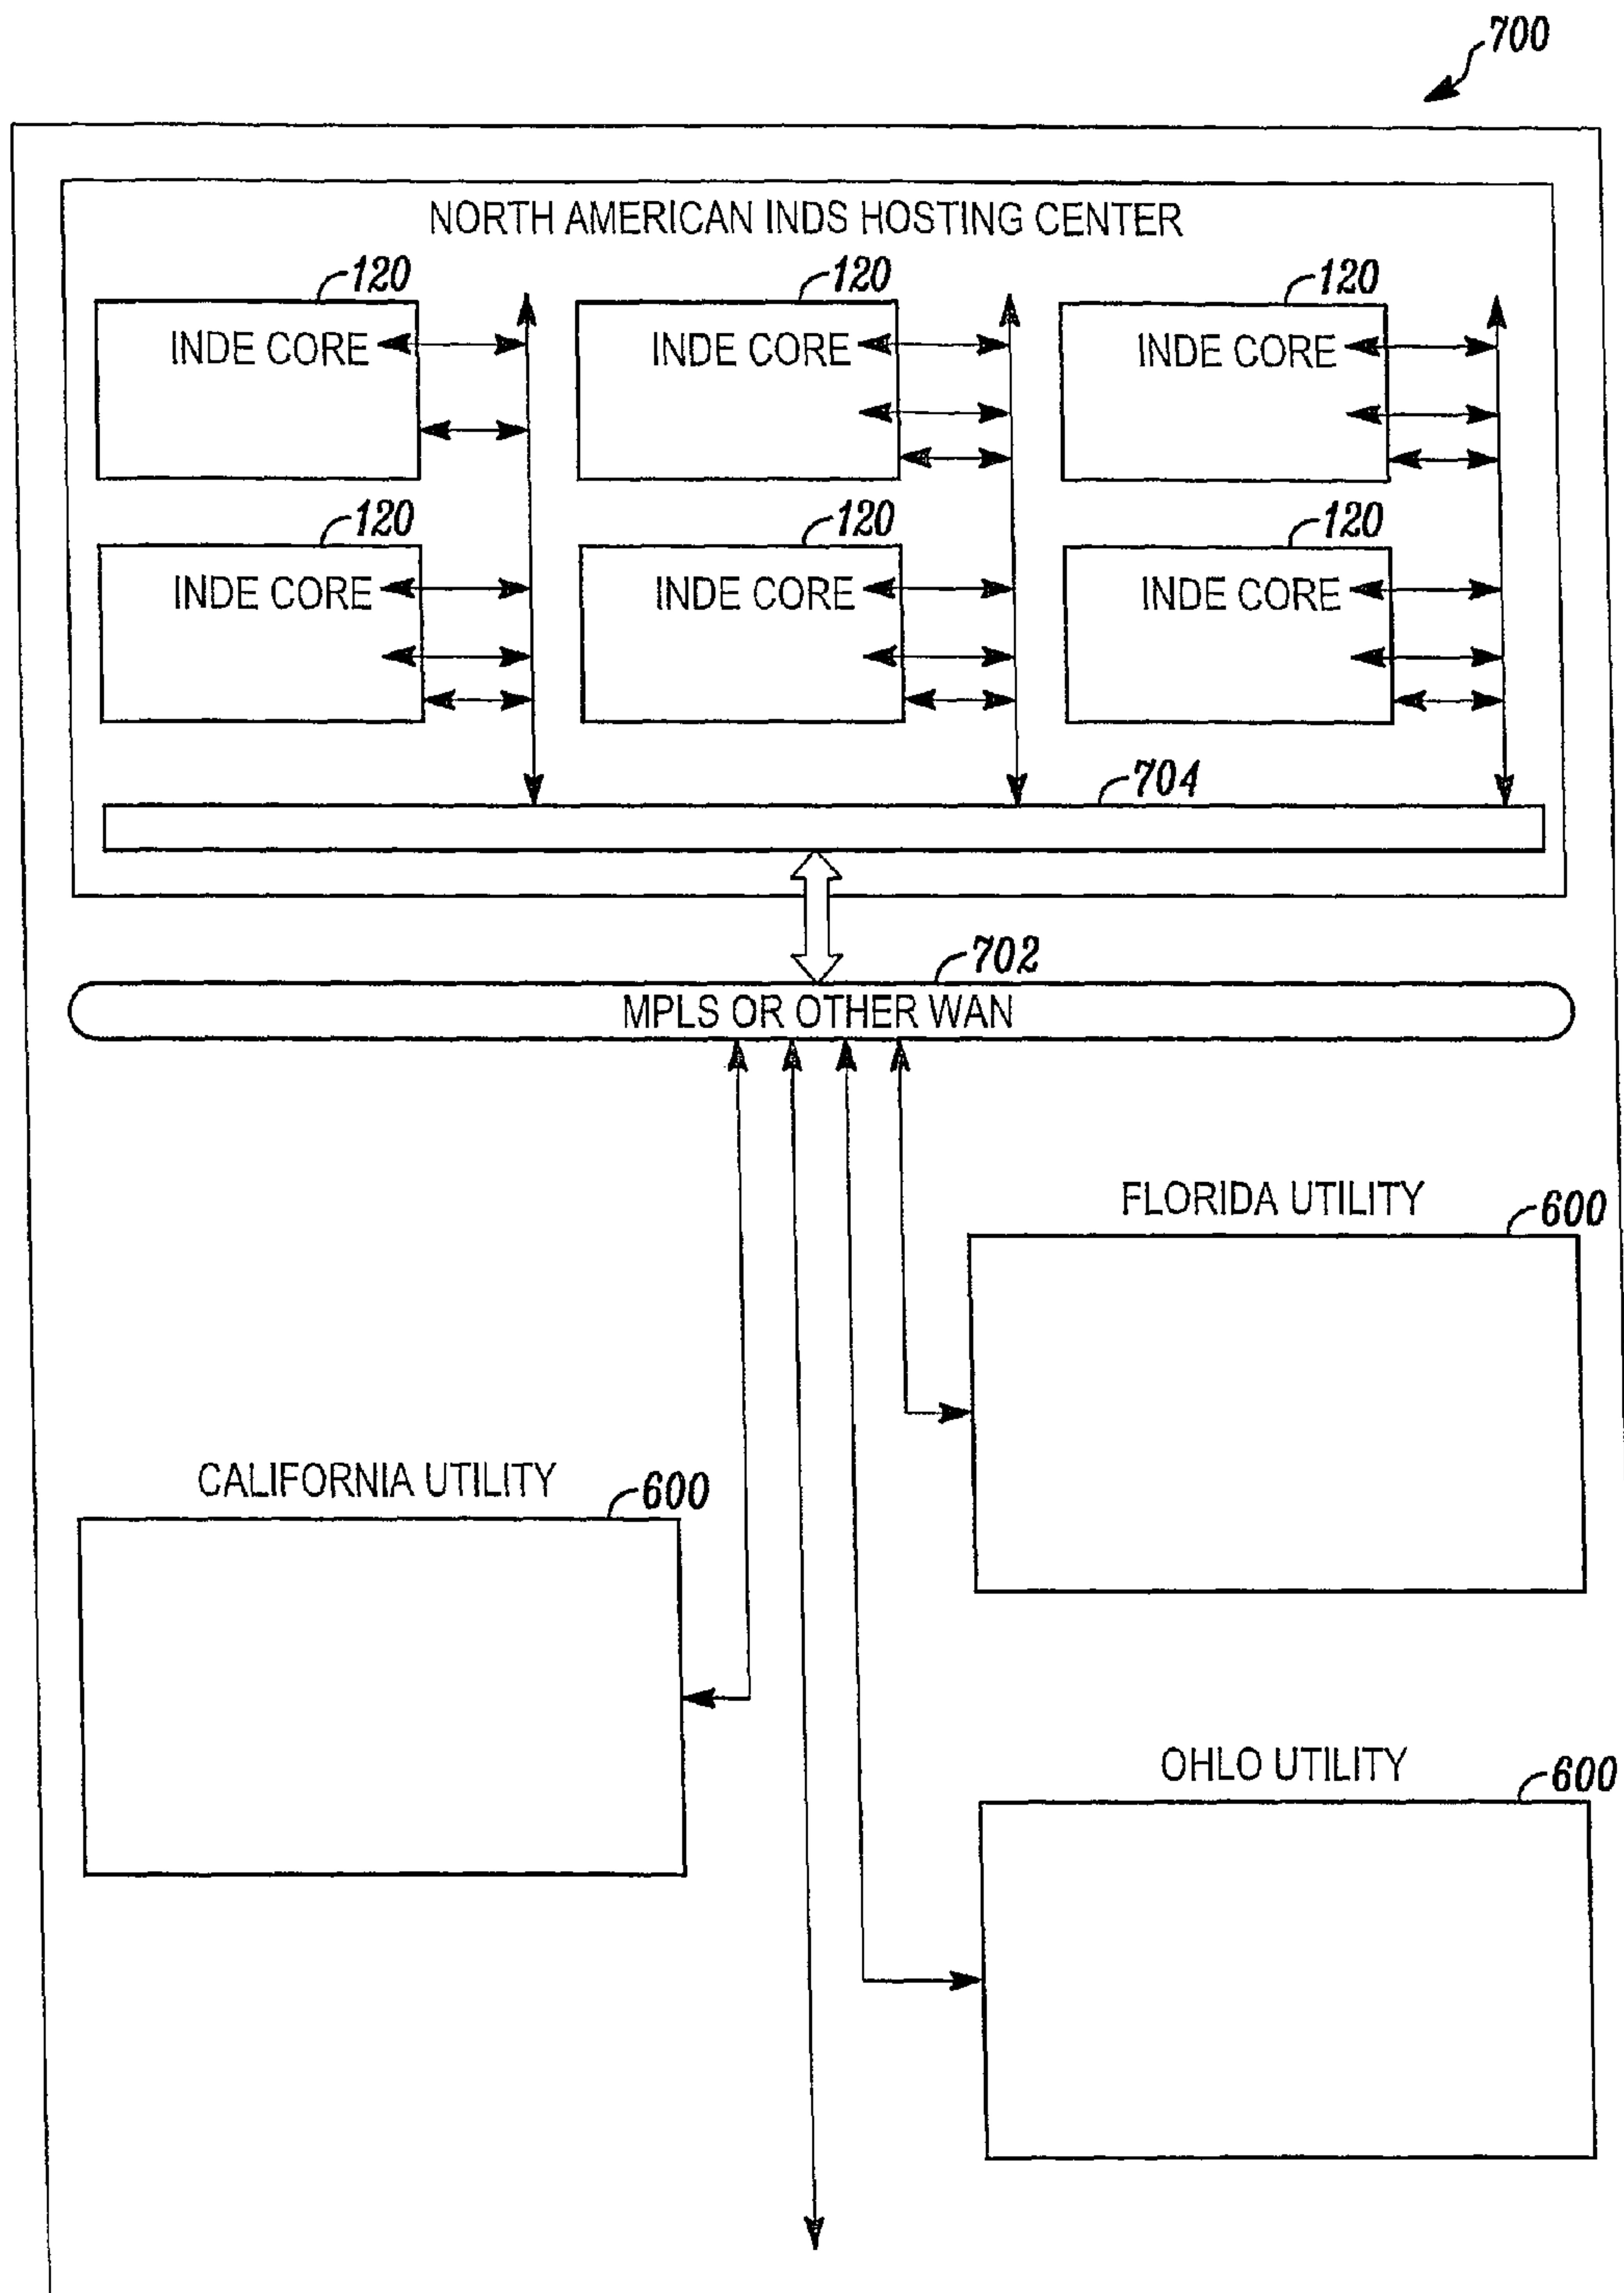 700
NORTH AMERICAN INDS HOSTING CENTER
120 120 120
INDE CORE INDE CORE INDE CORE
120 120 120
INDE CORE INDE CORE INDE CORE
704
702
MPLS OR OTHER WAN
FLORIDA UTILITY
600
CALIFORNIA UTILITY
600
OHLO UTILITY
600